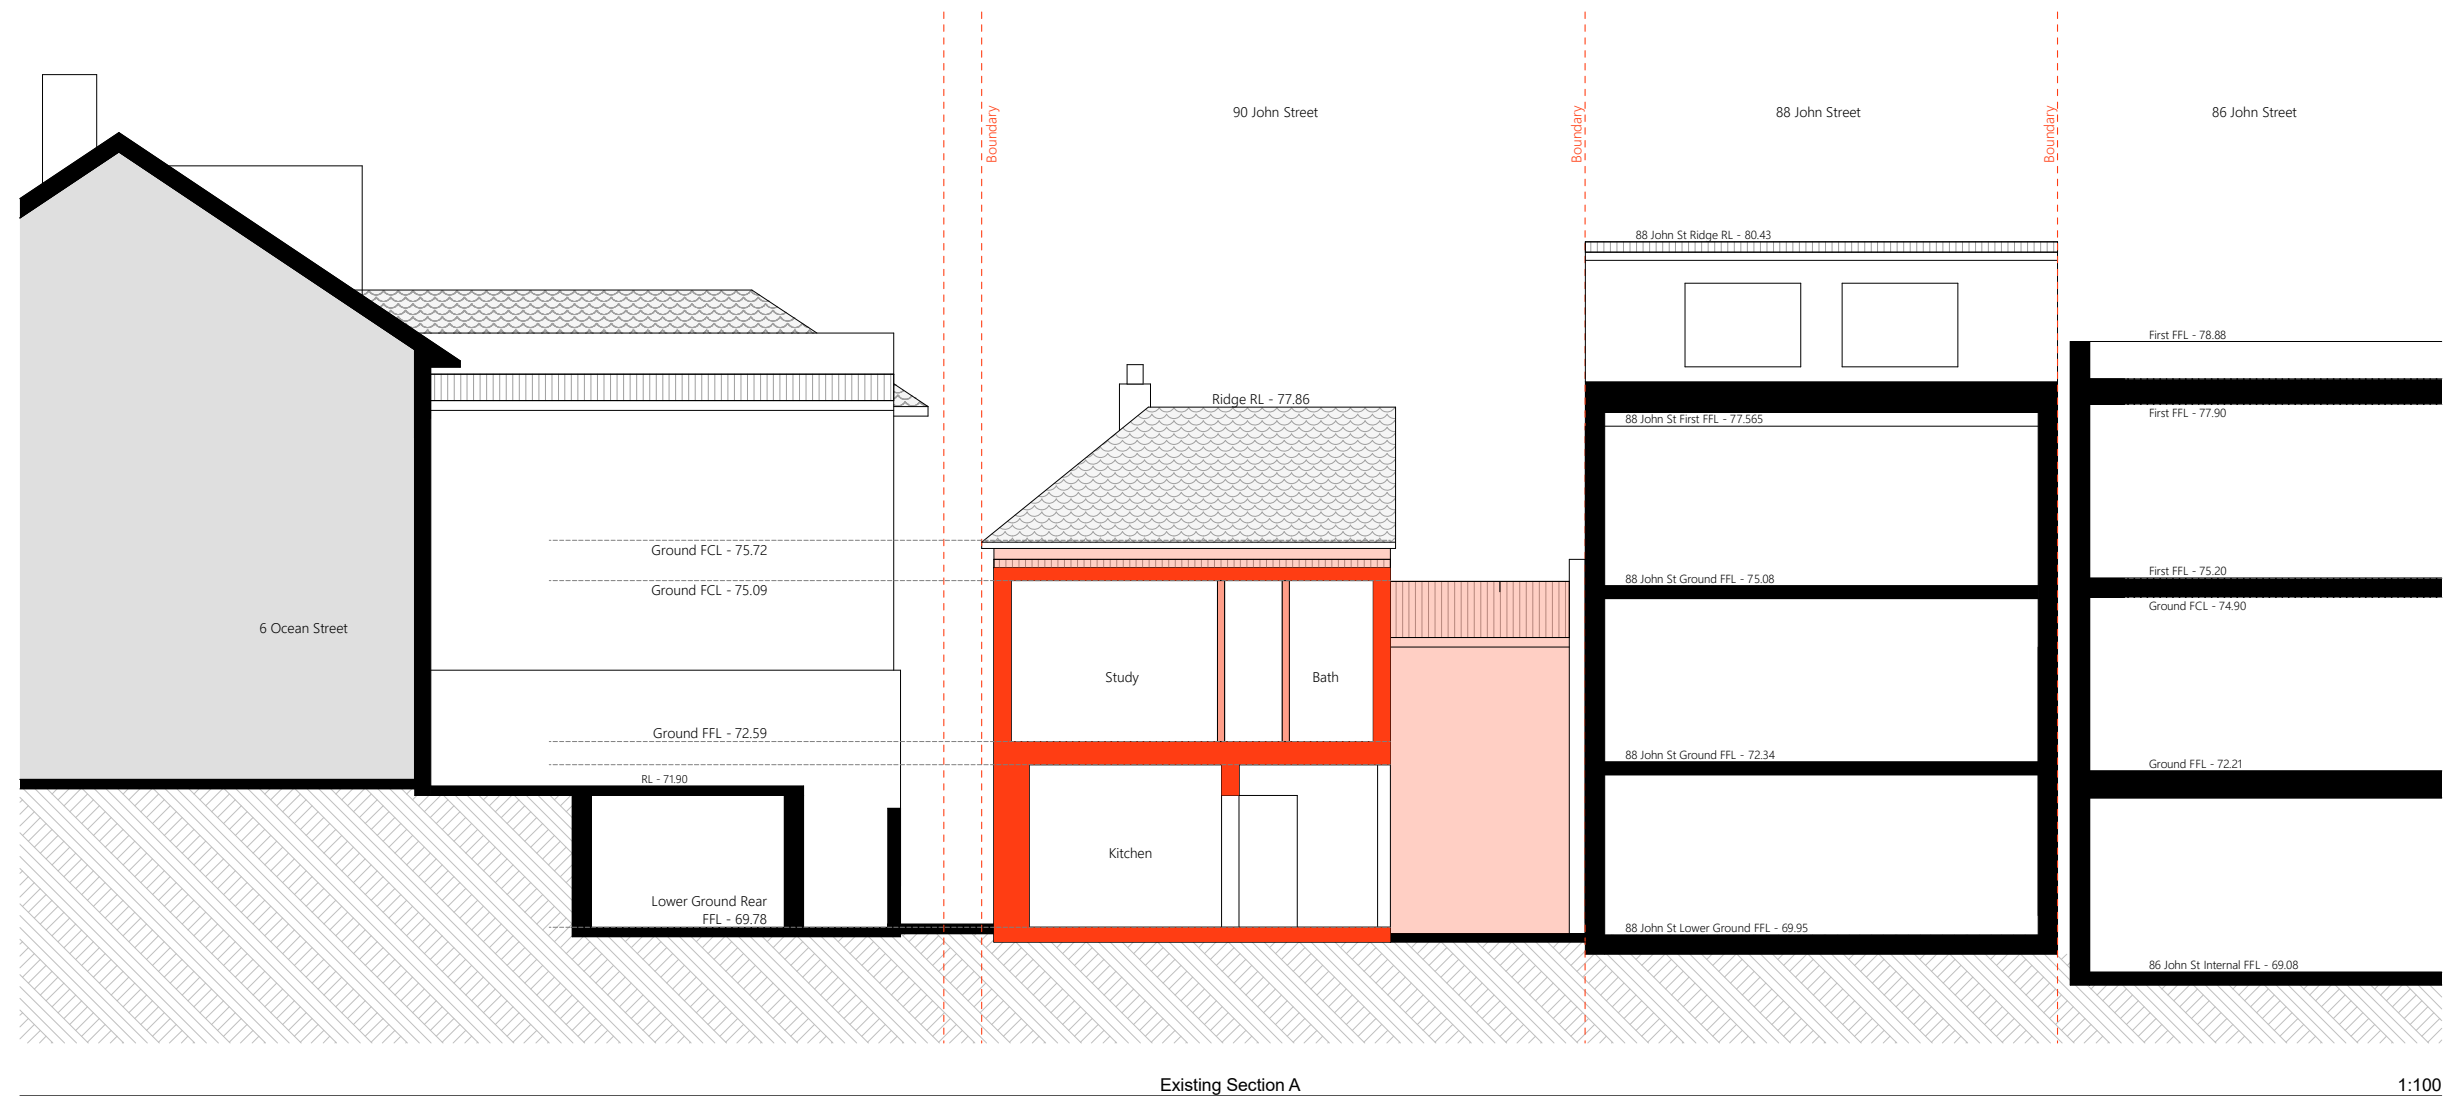 90 John Street
88 John Street
86 John Street
Boundary
Boundary
Boundary
88 John St Ridge RL - 80.43
First FFL - 78.88
Ridge RL - 77.86
88 John St First FFL - 77.565
First FFL - 77.90
Ground FCL - 75.72
Ground FCL - 75.09
88 John St Ground FFL - 75.08
First FFL - 75.20
Ground FCL - 74.90
6 Ocean Street
Study
Bath
Ground FFL - 72.59
RL - 71.90
88 John St Ground FFL - 72.34
Ground FFL - 72.21
Kitchen
Lower Ground Rear
FFL - 69.78
88 John St Lower Ground FFL - 69.95
86 John St Internal FFL - 69.08
Existing Section A
1:100